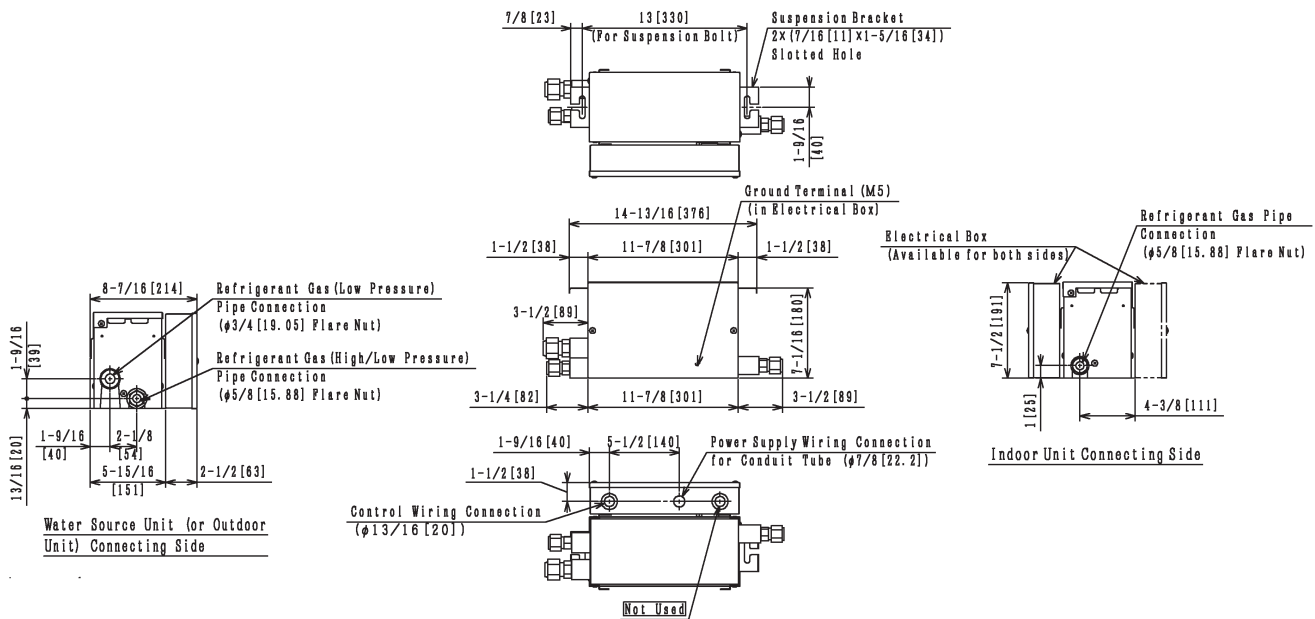 7/8[23]
13[330]
(For Suspension Bolt)
Suspension Bracket
2×(7/16[11]×1-5/16[34])
Slotted Hole
1-9/16
[40]
Ground Terminal (M5)
(in Electrical Box)
14-13/16[376]
1-1/2[38]
11-7/8[301]
1-1/2[38]
3-1/2[89]
7-1/16[180]
3-1/4[82]
11-7/8[301]
3-1/2[89]
8-7/16[214]
Refrigerant Gas(Low Pressure)
Pipe Connection
(φ3/4[19.05] Flare Nut)
Refrigerant Gas(High/Low Pressure)
Pipe Connection
(φ5/8[15.88] Flare Nut)
1-9/16
[39]
13/16[20]
1-9/16
[40]
2-1/8
[54]
5-15/16
[151]
2-1/2[63]
Water Source Unit (or Outdoor
Unit) Connecting Side
Refrigerant Gas Pipe
Connection
(φ5/8[15.88] Flare Nut)
Electrical Box
(Available for both sides)
7-1/2[191]
1[25]
4-3/8[111]
Indoor Unit Connecting Side
1-9/16[40]
5-1/2[140]
Power Supply Wiring Connection
for Conduit Tube (φ7/8[22.2])
1-1/2[38]
Control Wiring Connection
(φ13/16[20])
Not Used